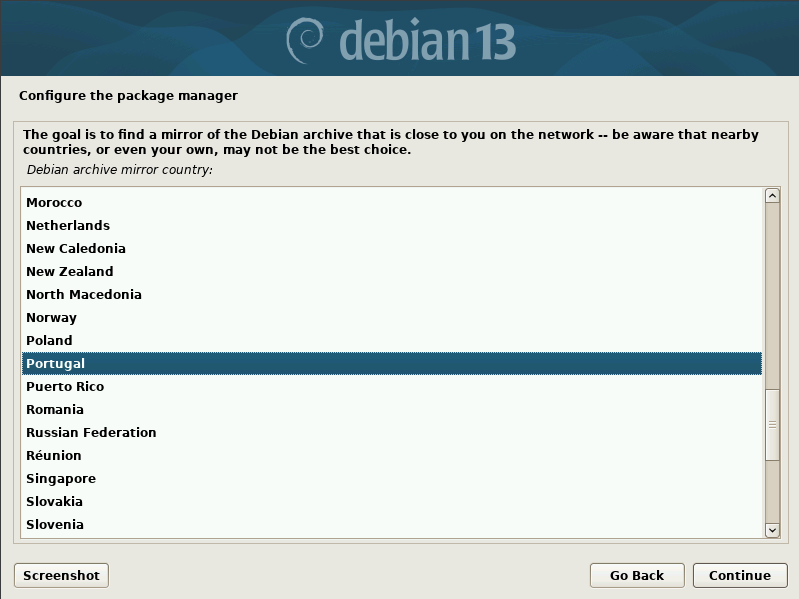 debian 13
Configure the package manager
The goal is to find a mirror of the Debian archive that is close to you on the network -- be aware that nearby
countries, or even your own, may not be the best choice.
Debian archive mirror country:
Morocco
Netherlands
New Caledonia
New Zealand
North Macedonia
Norway
Poland
Portugal
Puerto Rico
Romania
Russian Federation
Réunion
Singapore
Slovakia
Slovenia
Screenshot
Go Back
Continue